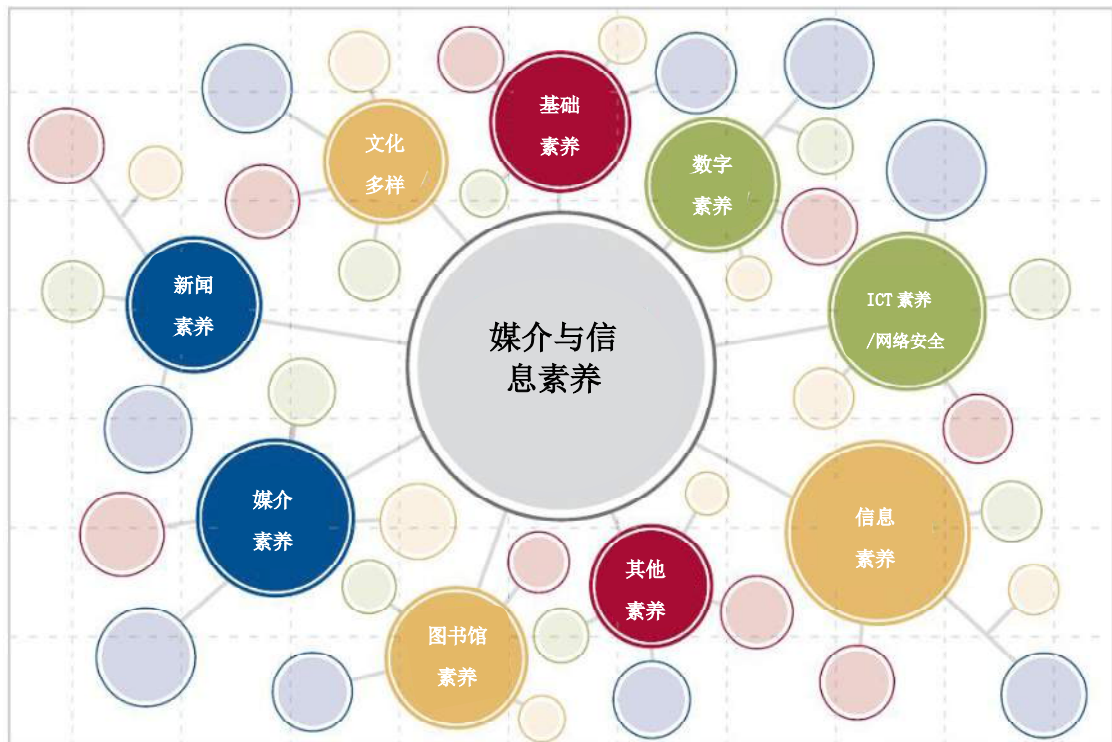 基础
素养
文化
多样 /
数字
素养
新闻
素养
ICT 素养
/网络安全
媒介与信
息素养
媒介
素养
信息
素养
其他
素养
图书馆
素养